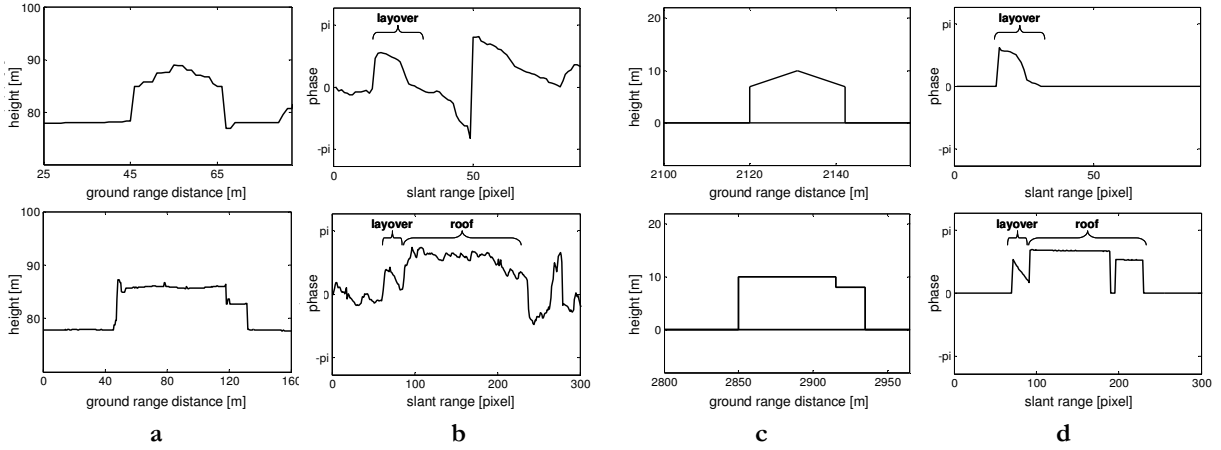 100
90
80
height [m]
25 45 65
ground range distance [m]
layover
pi
0
-pi
phase
0 50
slant range [pixel]
20
10
0
height [m]
2100 2120 2140
ground range distance [m]
layover
pi
0
-pi
phase
0 50
slant range [pixel]
100
90
80
height [m]
0 40 80 120 160
ground range distance [m]
layover roof
pi
0
-pi
phase
0 100 200 300
slant range [pixel]
20
10
0
height [m]
2800 2850 2900 2950
ground range distance [m]
layover roof
pi
0
-pi
phase
0 100 200 300
slant range [pixel]
a b c d